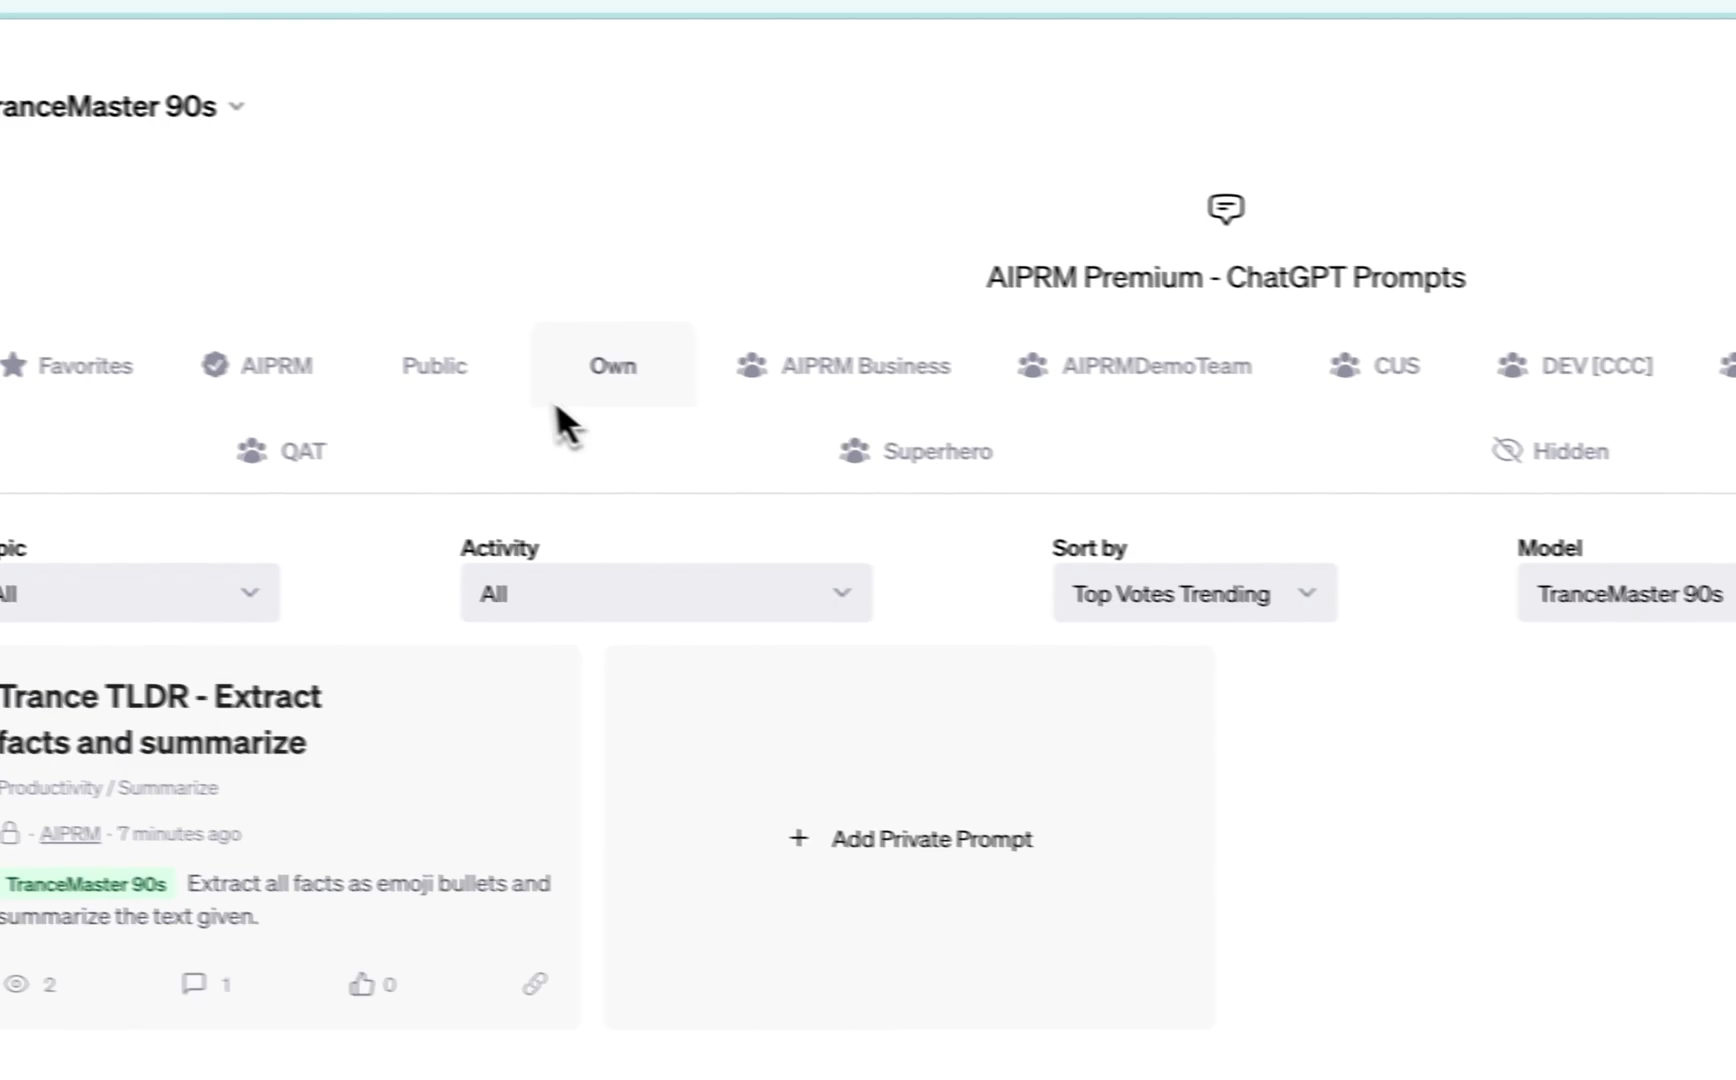 ranceMaster 90s
AIPRM Premium - ChatGPT Prompts
Favorites AIPRM Public Own AIPRM Business AIPRMDemoTeam CUS DEV [CCC]
QAT Superhero Hidden
pic Activity Sort by Model
All All Top Votes Trending TranceMaster 90s
Trance TLDR - Extract
facts and summarize
Productivity / Summarize
- AIPRM - 7 minutes ago
+ Add Private Prompt
TranceMaster 90s Extract all facts as emoji bullets and
summarize the text given.
2 1 0